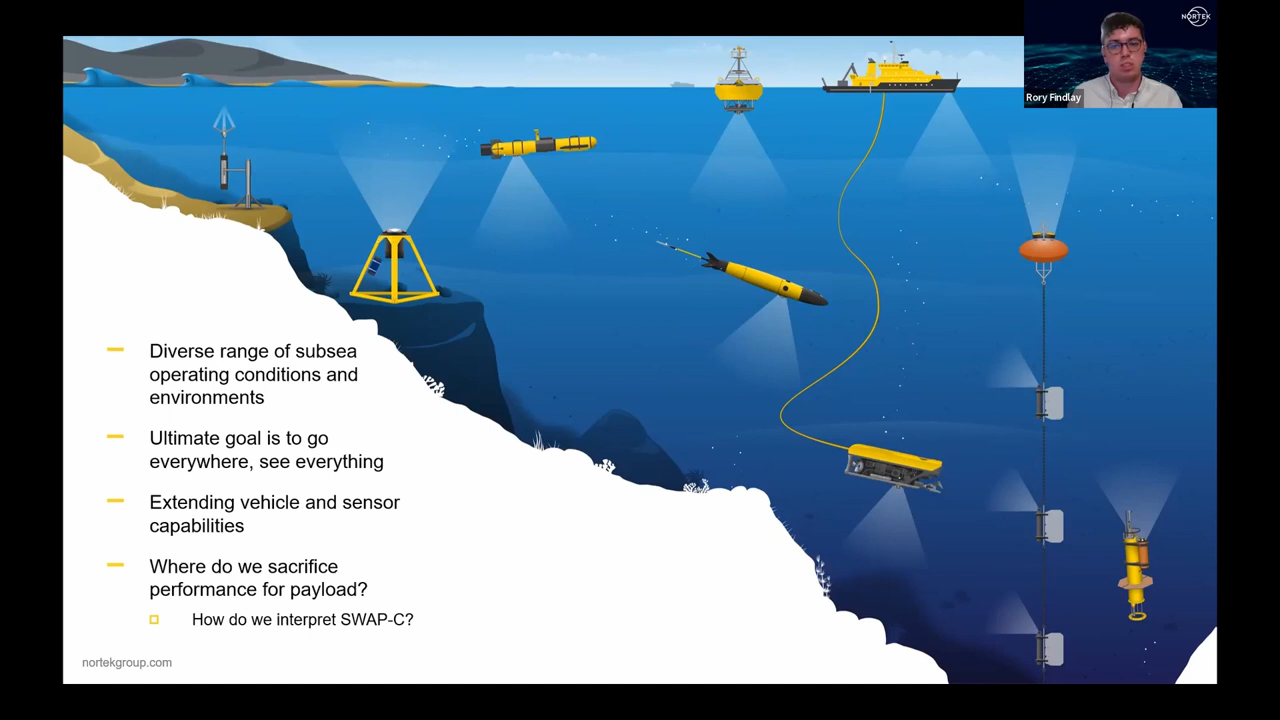 NORTEK
Rory Findlay
Diverse range of subsea
operating conditions and
environments
Ultimate goal is to go
everywhere, see everything
Extending vehicle and sensor
capabilities
Where do we sacrifice
performance for payload?
How do we interpret SWAP-C?
nortekgroup.com